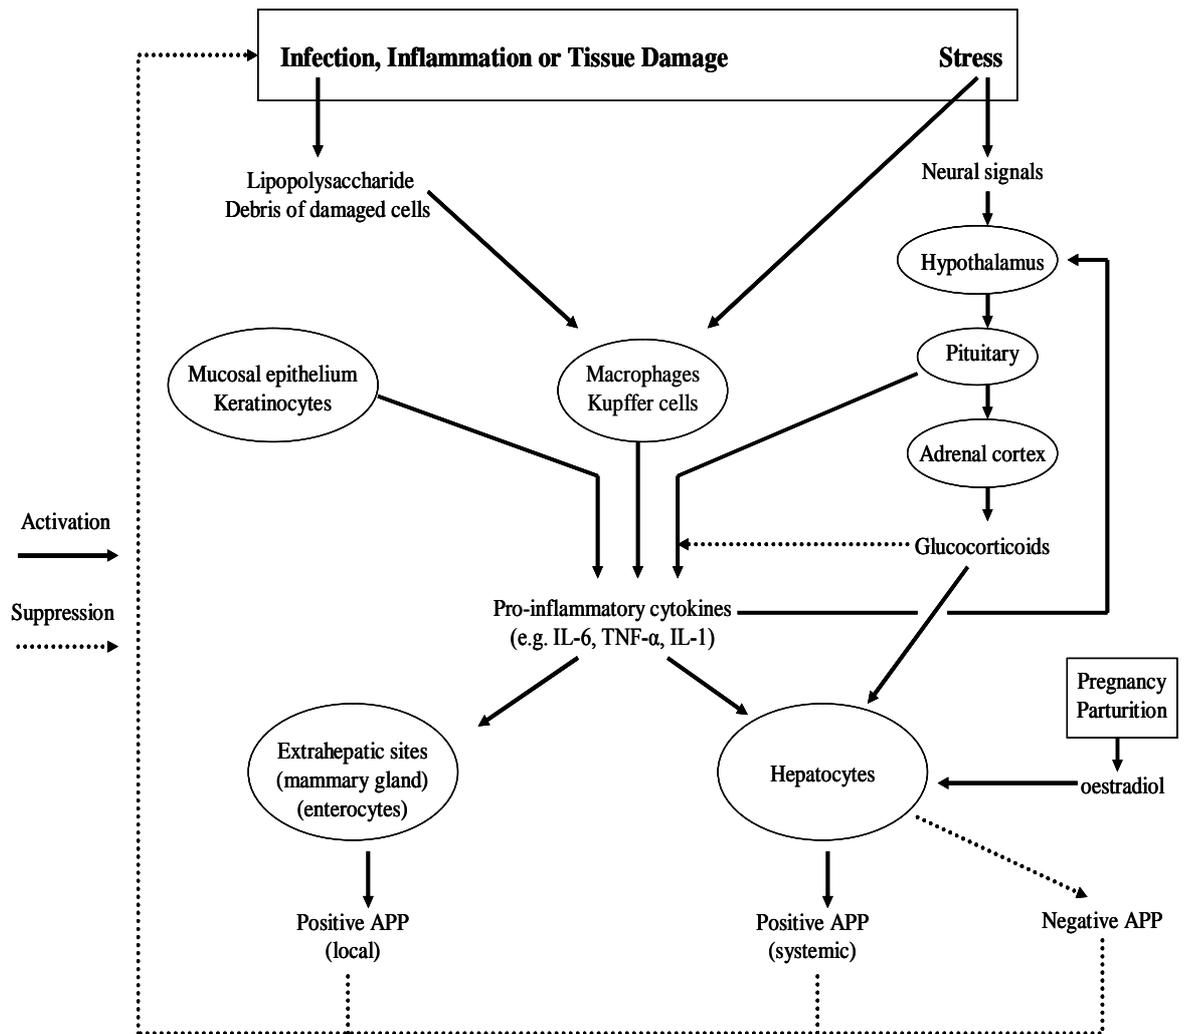 Infection, Inflammation or Tissue Damage
Stress
Lipopolysaccharide
Debris of damaged cells
Neural signals
Hypothalamus
Pituitary
Mucosal epithelium
Keratinocytes
Macrophages
Kupffer cells
Adrenal cortex
Activation
Glucocorticoids
Suppression
Pro-inflammatory cytokines
(e.g. IL-6, TNF-α, IL-1)
Pregnancy
Parturition
Extrahepatic sites
(mammary gland)
(enterocytes)
Hepatocytes
oestradiol
Positive APP
(local)
Positive APP
(systemic)
Negative APP